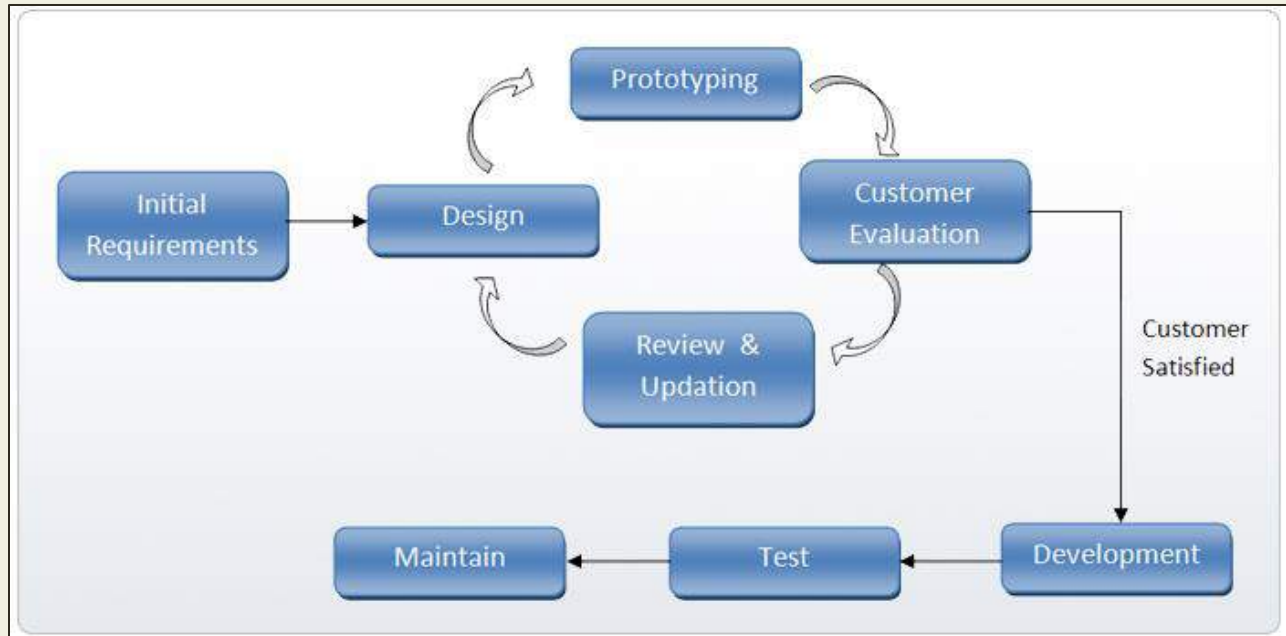 Prototyping
Initial
Requirements
Design
Customer
Evaluation
Review & 
Updation
Customer
Satisfied
Maintain
Test
Development